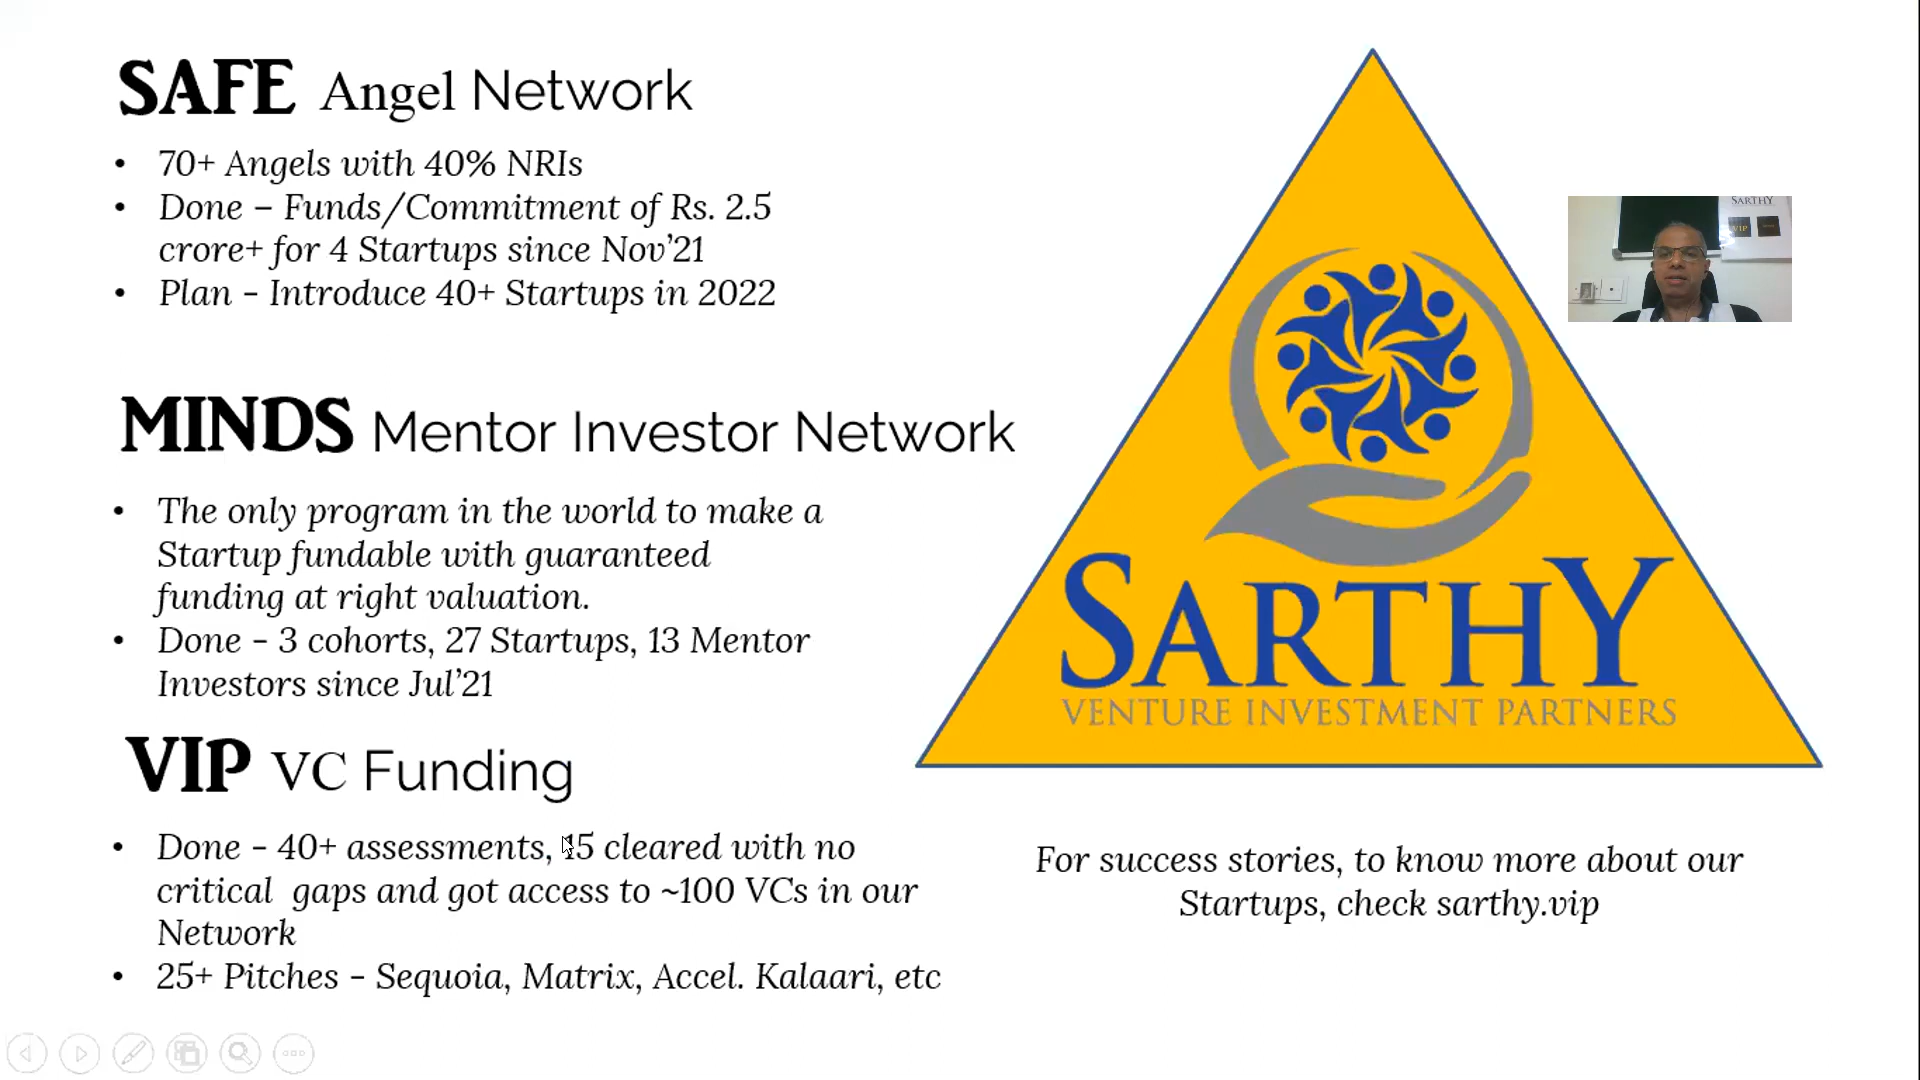 SAFE Angel Network
• 70+ Angels with 40% NRIs
• Done – Funds/Commitment of Rs. 2.5
crore+ for 4 Startups since Nov’21
• Plan - Introduce 40+ Startups in 2022
MINDS Mentor Investor Network
• The only program in the world to make a
Startup fundable with guaranteed
funding at right valuation.
• Done - 3 cohorts, 27 Startups, 13 Mentor
Investors since Jul’21
VIP VC Funding
• Done - 40+ assessments, 15 cleared with no
critical gaps and got access to ~100 VCs in our
Network
• 25+ Pitches - Sequoia, Matrix, Accel. Kalaari, etc
SARTHY
VIP
SARTHY
VENTURE INVESTMENT PARTNERS
For success stories, to know more about our
Startups, check sarthy.vip